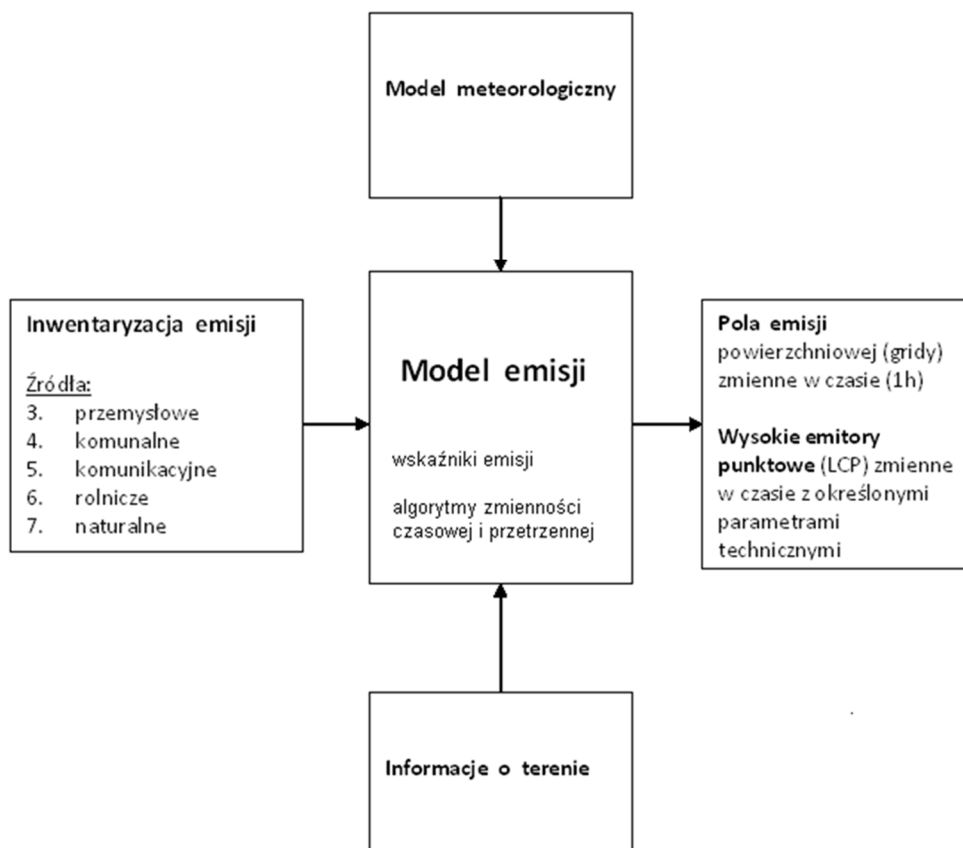 Model meteorologiczny
Inwentaryzacja emisji
Źródła:
3. przemysłowe
4. komunalne
5. komunikacyjne
6. rolnicze
7. naturalne
Model emisji
wskaźniki emisji
algorytmy zmienności
czasowej i przetrzennej
Pola emisji
powierzchniowej (gridy)
zmienne w czasie (1h)
Wysokie emitory
punktowe (LCP) zmienne
w czasie z określonymi
parametrami
technicznymi
Informacje o terenie